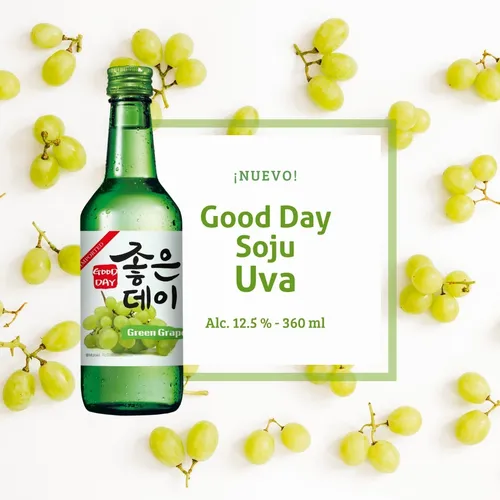 ¡NUEVO!
Good Day
Soju
Uva
Alc. 12.5 % - 360 ml
IMPORTED
GOOD
DAY
좋은
데이
Green Grape